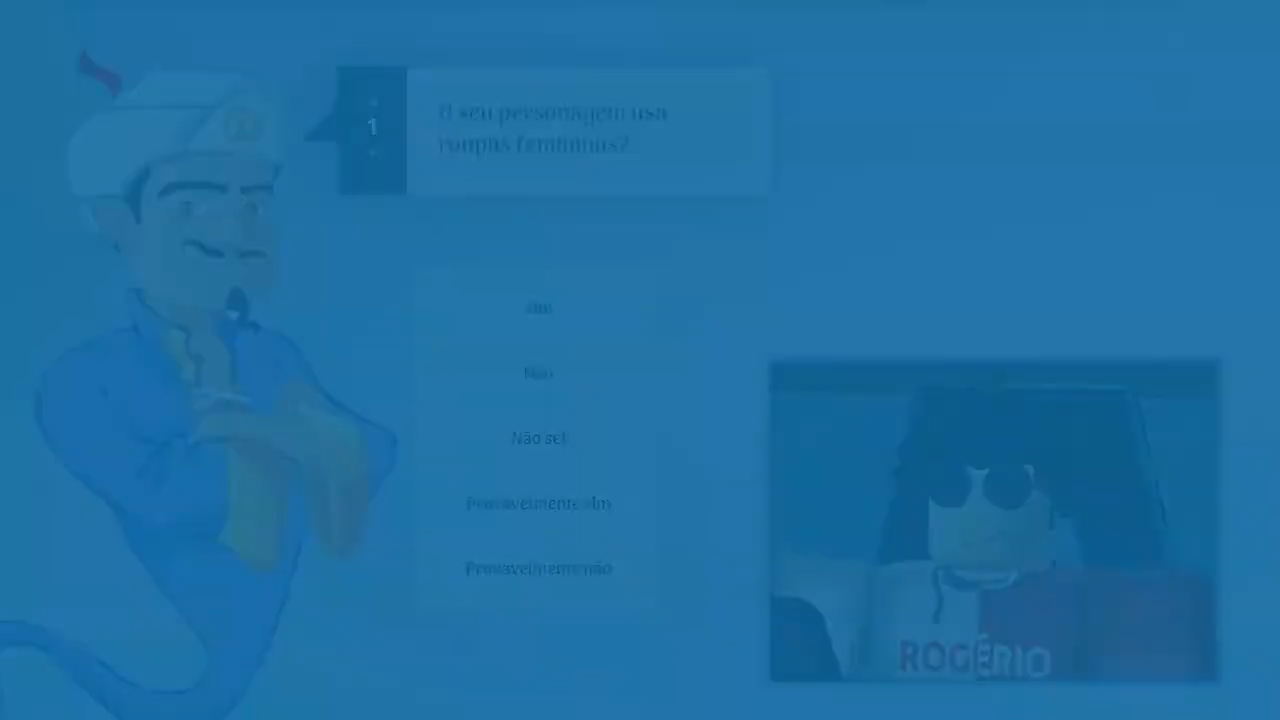 1
O seu personagem usa
roupas femininas?
Sim
Não
Não sei
Provavelmente sim
Provavelmente não
ROGÉRIO